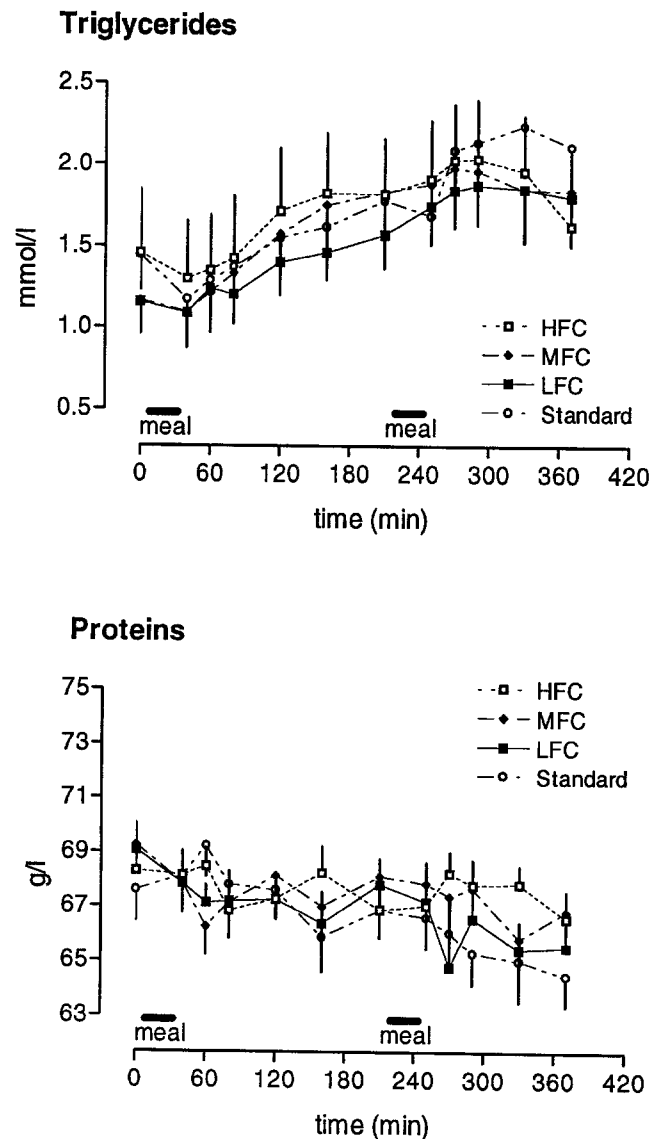 Triglycerides
2.5
2.0
1.5
1.0
0.5
mmol/l
HFC
MFC
LFC
Standard
meal meal
0 60 120 180 240 300 360 420
time (min)
Proteins
75
73
71
69
67
65
63
g/l
HFC
MFC
LFC
Standard
meal meal
0 60 120 180 240 300 360 420
time (min)